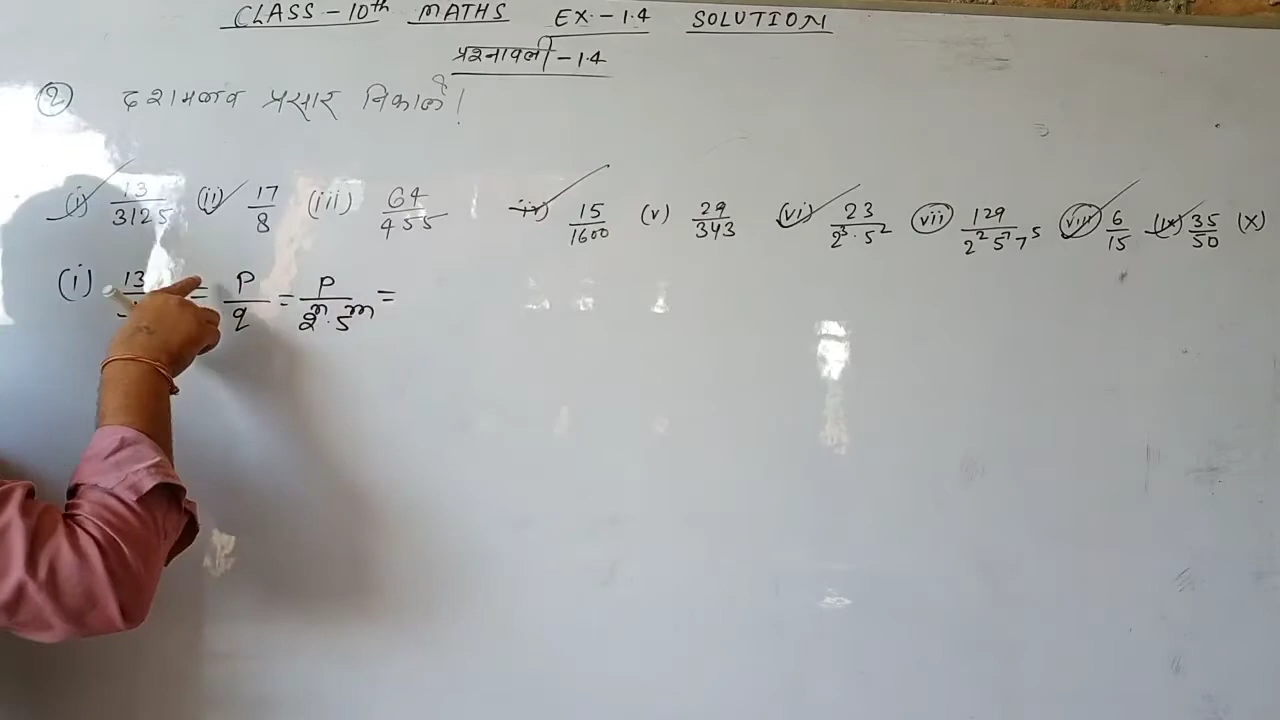 CLASS - 10th MATHS EX.- 1.4 SOLUTION
प्रश्नावली - 1.4
② दशमलव प्रसार निकालें!
(i) 13/3125 (ii) 17/8 (iii) 64/455 (iv) 15/1600 (v) 29/343 (vi) 23/2³·5² (vii) 129/2²5⁷7⁵ (viii) 6/15 (ix) 35/50 (x)
(i) 13 = P/q = P/2ⁿ·5ᵐ =